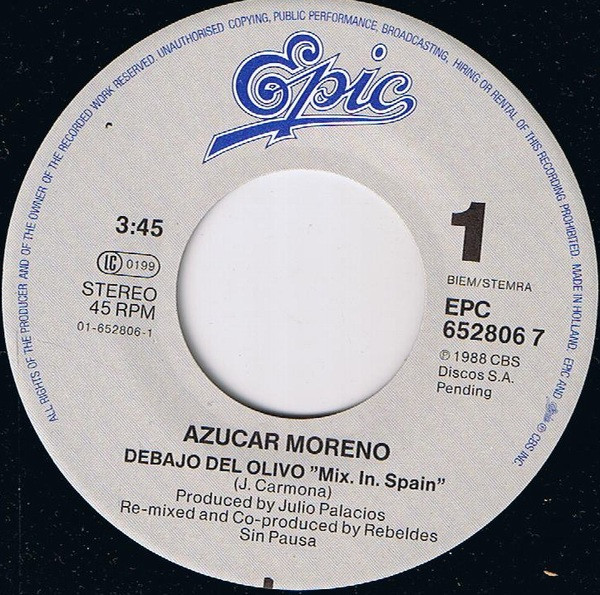 ALL RIGHTS OF THE PRODUCER AND OF THE OWNER OF THE RECORDED WORK RESERVED. UNAUTHORISED COPYING, PUBLIC PERFORMANCE, BROADCASTING, HIRING OR RENTAL OF THIS RECORDING PROHIBITED. MADE IN HOLLAND. EPIC AND Epic ® CBS INC.
Epic
3:45
LC 0199
STEREO
45 RPM
01-652806-1
1
BIEM/STEMRA
EPC
652806 7
℗ 1988 CBS
Discos S.A.
Pending
AZUCAR MORENO
DEBAJO DEL OLIVO "Mix. In. Spain"
(J. Carmona)
Produced by Julio Palacios
Re-mixed and Co-produced by Rebeldes
Sin Pausa